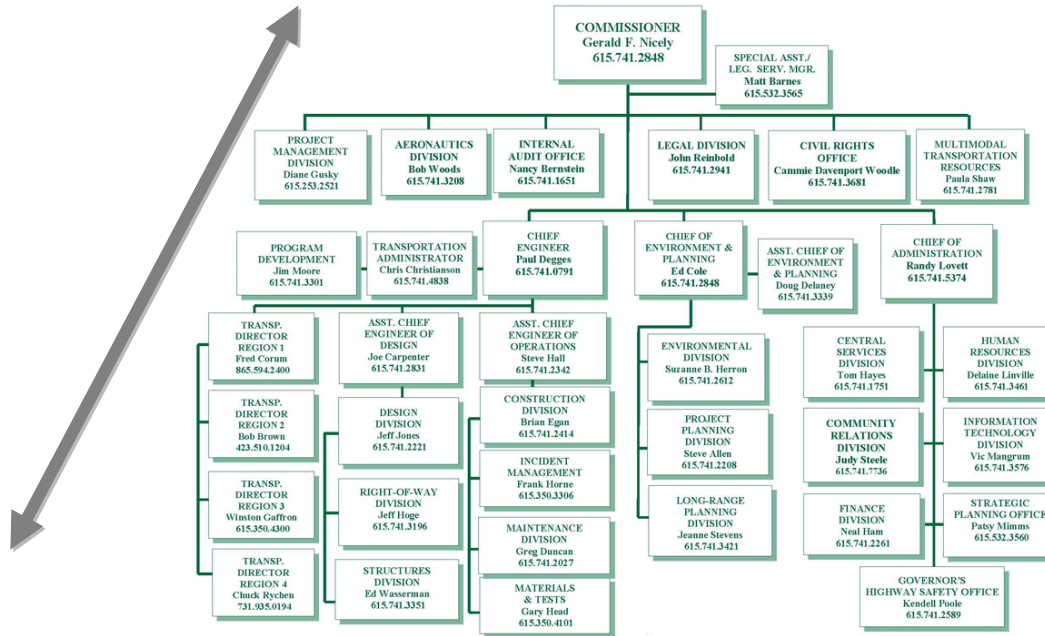 COMMISSIONER
Gerald F. Nicely
615.741.2848
SPECIAL ASST./
LEG. SERV. MGR.
Matt Barnes
615.532.3565
PROJECT
MANAGEMENT
DIVISION
Diane Gusky
615.253.2521
AERONAUTICS
DIVISION
Bob Woods
615.741.3208
INTERNAL
AUDIT OFFICE
Nancy Bernstein
615.741.1651
LEGAL DIVISION
John Reinbold
615.741.2941
CIVIL RIGHTS
OFFICE
Cammie Davenport Woodle
615.741.3681
MULTIMODAL
TRANSPORTATION
RESOURCES
Paula Shaw
615.741.2781
PROGRAM
DEVELOPMENT
Jim Moore
615.741.3301
TRANSPORTATION
ADMINISTRATOR
Chris Christianson
615.741.4838
CHIEF
ENGINEER
Paul Degges
615.741.0791
CHIEF OF
ENVIRONMENT &
PLANNING
Ed Cole
615.741.2848
ASST. CHIEF OF
ENVIRONMENT
& PLANNING
Doug Delaney
615.741.3339
CHIEF OF
ADMINISTRATION
Randy Lovett
615.741.5374
TRANSP.
DIRECTOR
REGION 1
Fred Corum
865.594.2400
TRANSP.
DIRECTOR
REGION 2
Bob Brown
423.510.1204
TRANSP.
DIRECTOR
REGION 3
Winston Gaffron
615.350.4300
TRANSP.
DIRECTOR
REGION 4
Chuck Rychen
731.935.0194
ASST. CHIEF
ENGINEER OF
DESIGN
Joe Carpenter
615.741.2831
DESIGN
DIVISION
Jeff Jones
615.741.2221
RIGHT-OF-WAY
DIVISION
Jeff Hoge
615.741.3196
STRUCTURES
DIVISION
Ed Wasserman
615.741.3351
ASST. CHIEF
ENGINEER
OF OPERATIONS
Steve Hall
615.741.2342
CONSTRUCTION
DIVISION
Brian Egan
615.741.2414
INCIDENT
MANAGEMENT
Frank Horne
615.350.3306
MAINTENANCE
DIVISION
Greg Duncan
615.741.2027
MATERIALS
& TESTS
Gary Head
615.350.4101
ENVIRONMENTAL
DIVISION
Suzanne B. Herron
615.741.2612
PROJECT
PLANNING
DIVISION
Steve Allen
615.741.2208
LONG-RANGE
PLANNING
DIVISION
Jeanne Stevens
615.741.3421
CENTRAL
SERVICES
DIVISION
Tom Hayes
615.741.1751
HUMAN
RESOURCES
DIVISION
Delaine Linville
615.741.3461
COMMUNITY
RELATIONS
DIVISION
Judy Steele
615.741.7736
INFORMATION
TECHNOLOGY
DIVISION
Vic Mangrum
615.741.3576
FINANCE
DIVISION
Neal Ham
615.741.2261
STRATEGIC
PLANNING OFFICE
Patsy Mimms
615.532.3560
GOVERNOR'S
HIGHWAY SAFETY OFFICE
Kendell Poole
615.741.2589